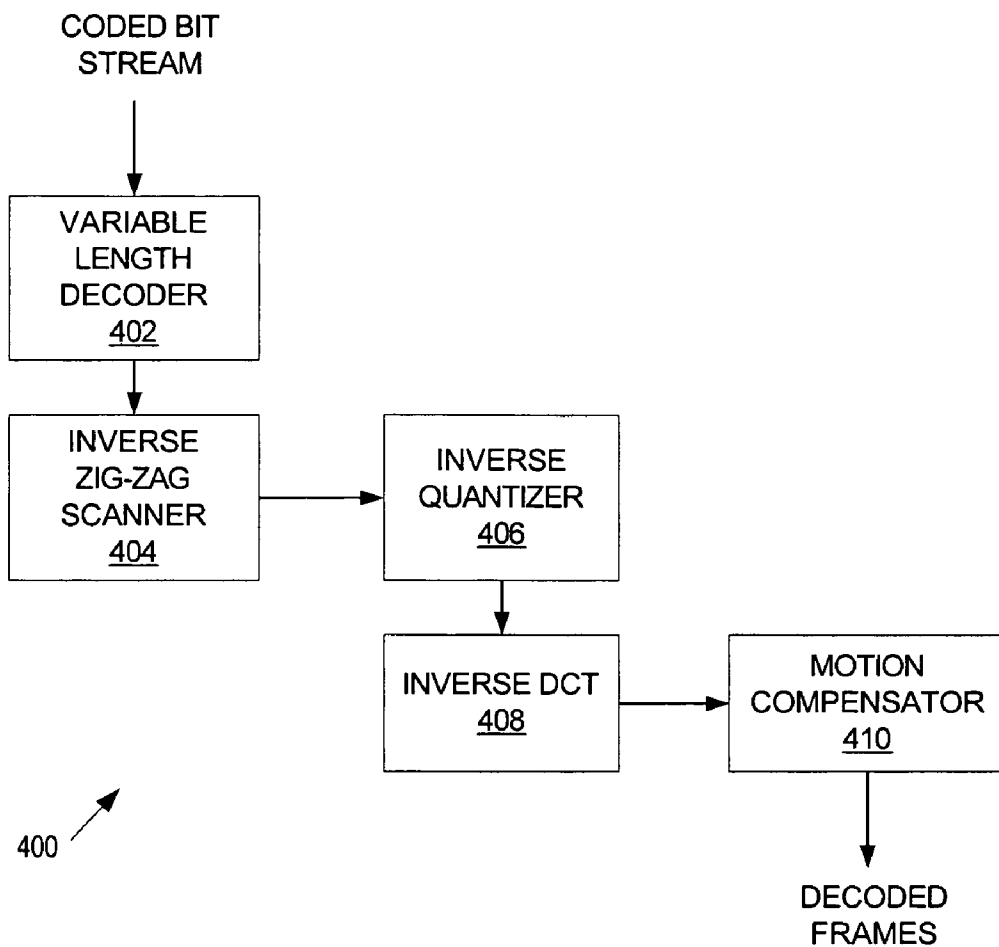 CODED BIT
STREAM
VARIABLE
LENGTH
DECODER
402
INVERSE
ZIG-ZAG
SCANNER
404
INVERSE
QUANTIZER
406
INVERSE DCT
408
MOTION
COMPENSATOR
410
400
DECODED
FRAMES